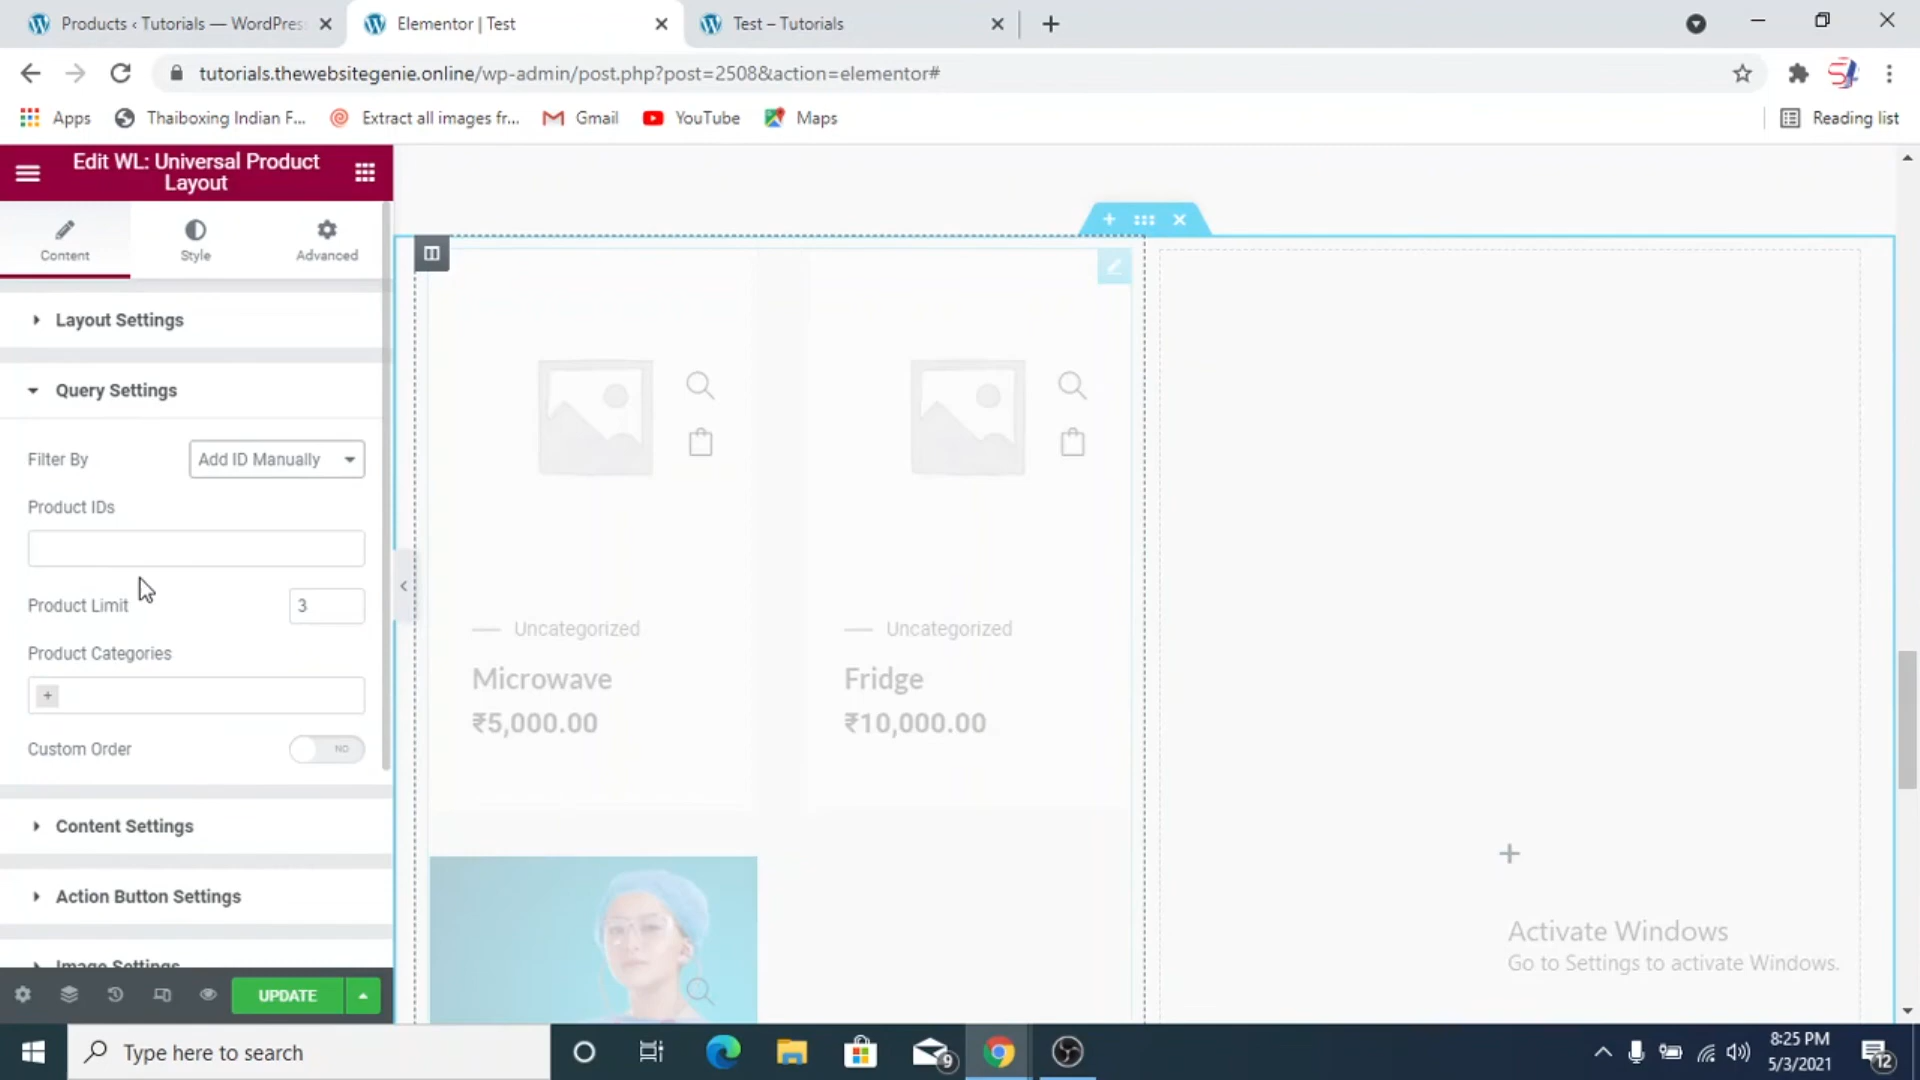 Products ‹ Tutorials — WordPres
Elementor | Test
Test – Tutorials
tutorials.thewebsitegenie.online/wp-admin/post.php?post=2508&action=elementor#
Apps
Thaiboxing Indian F...
Extract all images fr...
Gmail
YouTube
Maps
Reading list
Edit WL: Universal Product
Layout
Content
Style
Advanced
Layout Settings
Query Settings
Filter By
Add ID Manually
Product IDs
Product Limit
3
Product Categories
+
Custom Order
NO
Content Settings
Action Button Settings
Image Settings
UPDATE
Uncategorized
Microwave
₹5,000.00
Uncategorized
Fridge
₹10,000.00
Activate Windows
Go to Settings to activate Windows.
Type here to search
9
8:25 PM
5/3/2021
12